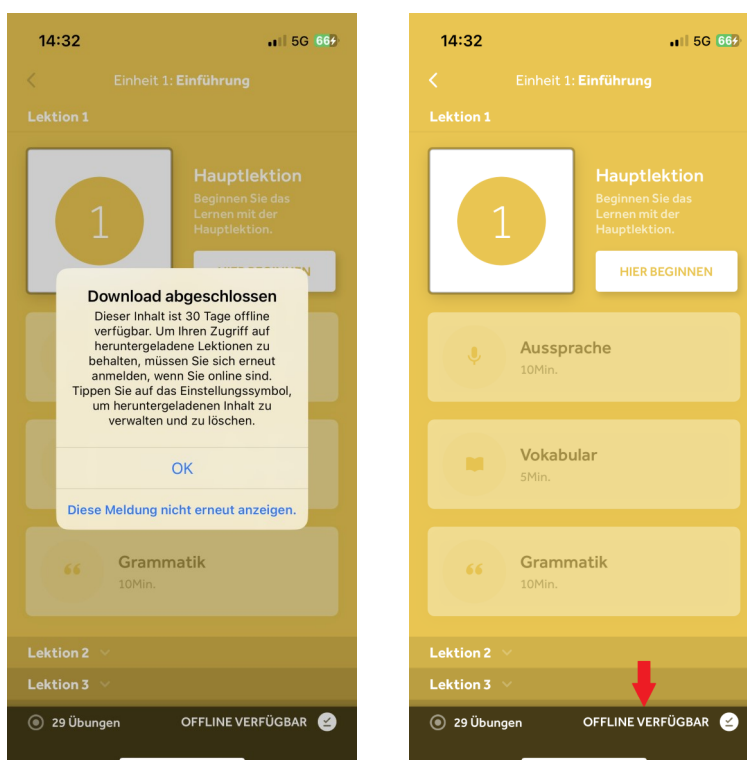 14:32
5G 66
Einheit 1: Einführung
Lektion 1
1
Hauptlektion
Beginnen Sie das
Lernen mit der
Hauptlektion.
Download abgeschlossen
Dieser Inhalt ist 30 Tage offline
verfügbar. Um Ihren Zugriff auf
heruntergeladene Lektionen zu
behalten, müssen Sie sich erneut
anmelden, wenn Sie online sind.
Tippen Sie auf das Einstellungssymbol,
um heruntergeladenen Inhalt zu
verwalten und zu löschen.
OK
Diese Meldung nicht erneut anzeigen.
Grammatik
10Min.
Lektion 2
Lektion 3
29 Übungen
OFFLINE VERFÜGBAR
14:32
5G 66
Einheit 1: Einführung
Lektion 1
1
Hauptlektion
Beginnen Sie das
Lernen mit der
Hauptlektion.
HIER BEGINNEN
Aussprache
10Min.
Vokabular
5Min.
Grammatik
10Min.
Lektion 2
Lektion 3
29 Übungen
OFFLINE VERFÜGBAR